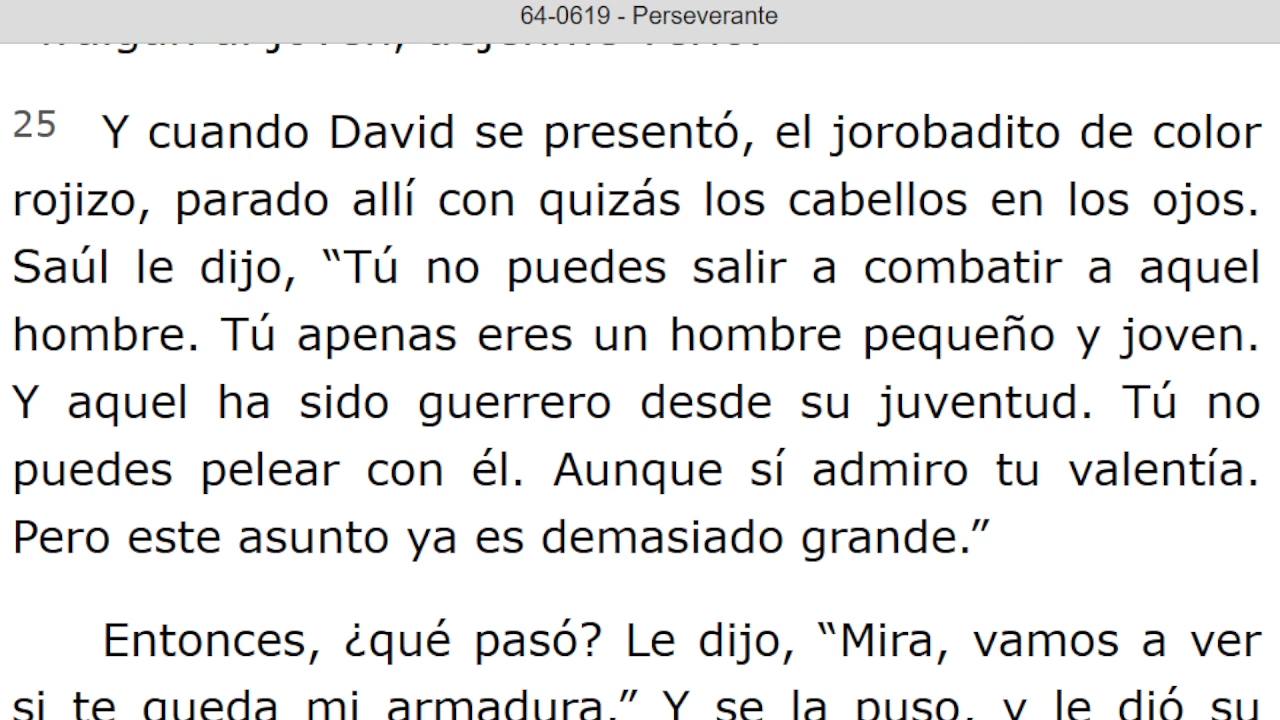 64-0619 - Perseverante
25 Y cuando David se presentó, el jorobadito de color
rojizo, parado allí con quizás los cabellos en los ojos.
Saúl le dijo, “Tú no puedes salir a combatir a aquel
hombre. Tú apenas eres un hombre pequeño y joven.
Y aquel ha sido guerrero desde su juventud. Tú no
puedes pelear con él. Aunque sí admiro tu valentía.
Pero este asunto ya es demasiado grande.”
Entonces, ¿qué pasó? Le dijo, “Mira, vamos a ver
si te queda mi armadura.” Y se la puso, y le dió su